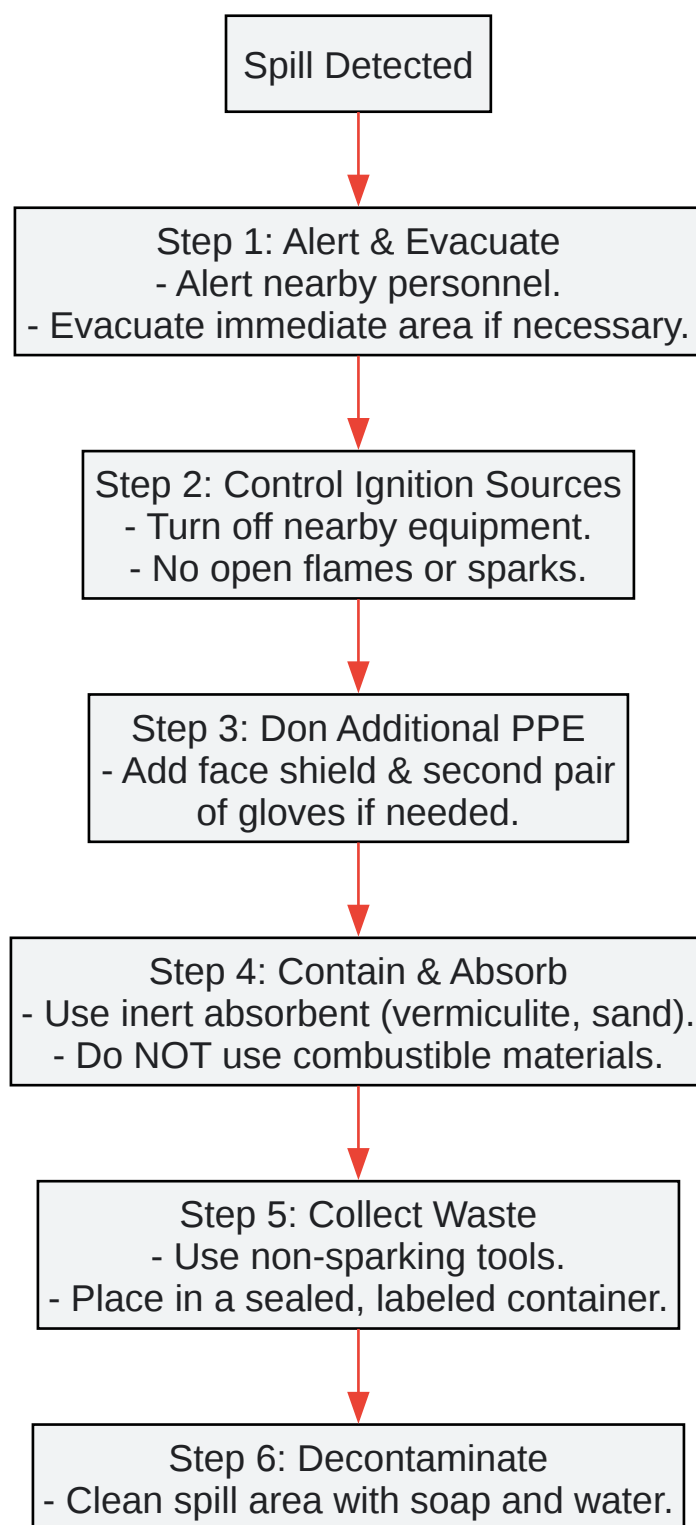 Spill Detected
Step 1: Alert & Evacuate
- Alert nearby personnel.
- Evacuate immediate area if necessary.
Step 2: Control Ignition Sources
- Turn off nearby equipment.
- No open flames or sparks.
Step 3: Don Additional PPE
- Add face shield & second pair
of gloves if needed.
Step 4: Contain & Absorb
- Use inert absorbent (vermiculite, sand).
- Do NOT use combustible materials.
Step 5: Collect Waste
- Use non-sparking tools.
- Place in a sealed, labeled container.
Step 6: Decontaminate
- Clean spill area with soap and water.